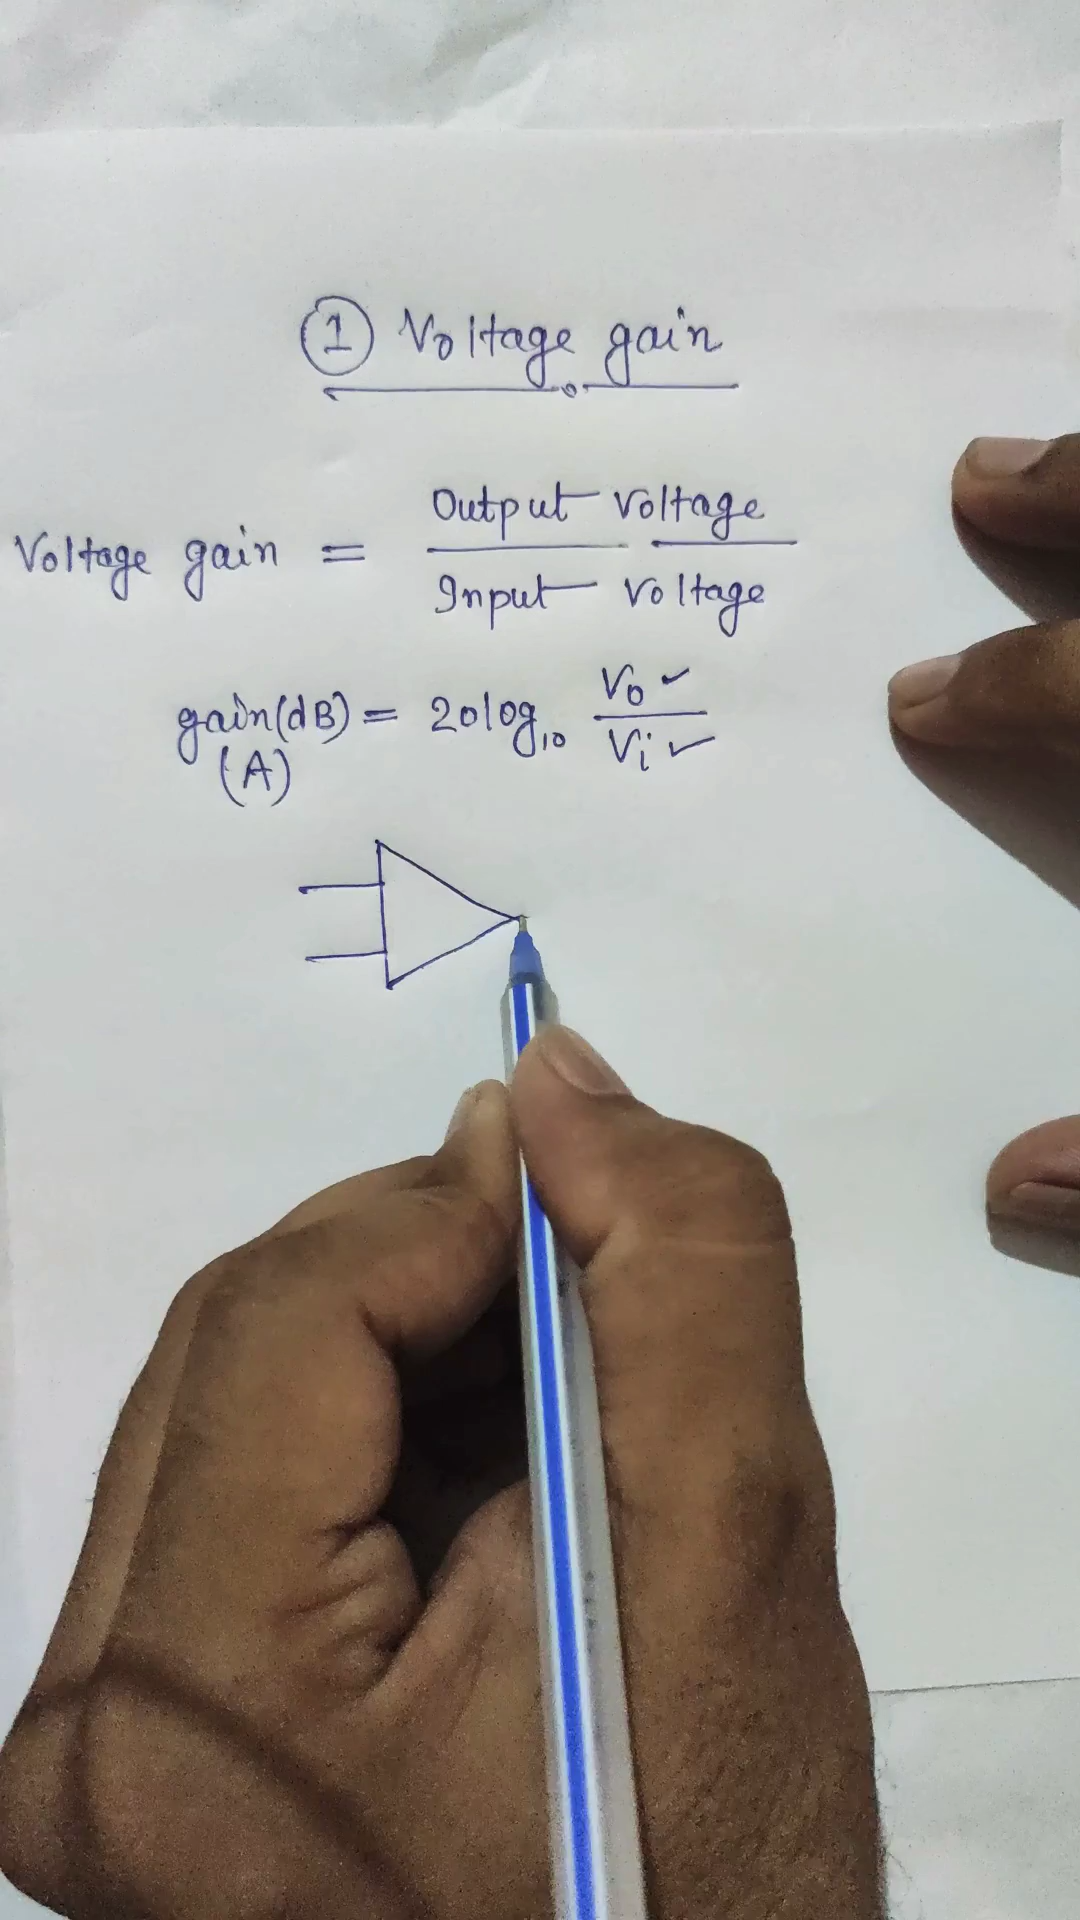 ① Voltage gain
Voltage gain = Output voltage / Input voltage
gain(dB) = 20log₁₀ Vo ✓ / Vi ✓
(A)